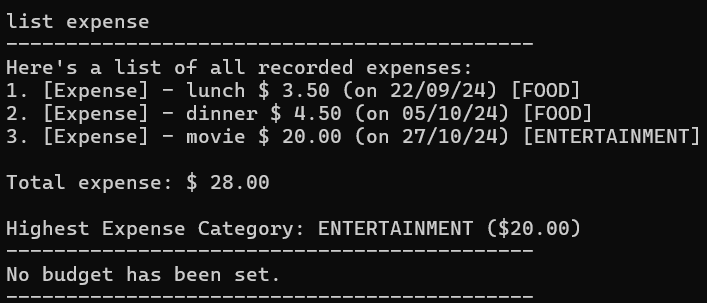 list expense
--------------------------------------------
Here's a list of all recorded expenses:
1. [Expense] - lunch $ 3.50 (on 22/09/24) [FOOD]
2. [Expense] - dinner $ 4.50 (on 05/10/24) [FOOD]
3. [Expense] - movie $ 20.00 (on 27/10/24) [ENTERTAINMENT]
Total expense: $ 28.00
Highest Expense Category: ENTERTAINMENT ($20.00)
--------------------------------------------
No budget has been set.
--------------------------------------------